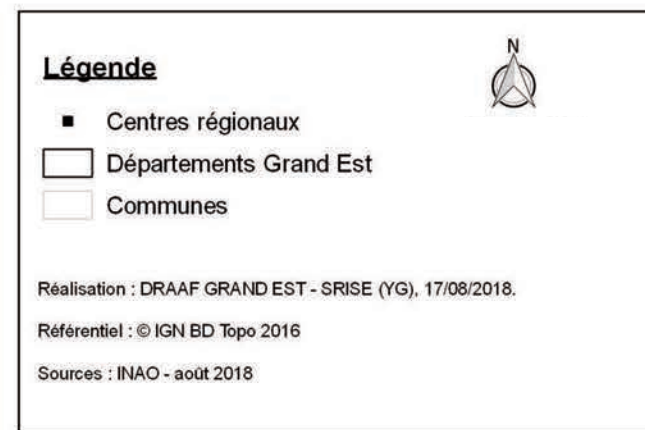 N
Légende
Centres régionaux
Départements Grand Est
Communes
Réalisation : DRAAF GRAND EST - SRISE (YG), 17/08/2018.
Référentiel : © IGN BD Topo 2016
Sources : INAO - août 2018